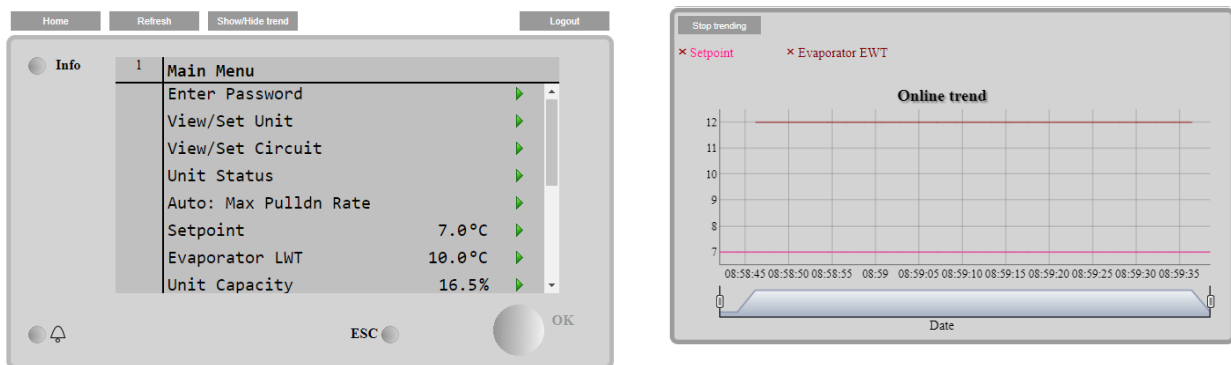 Home Refresh Show/Hide trend Logout
Info
1 Main Menu
Enter Password
View/Set Unit
View/Set Circuit
Unit Status
Auto: Max Pulldn Rate
Setpoint 7.0°C
Evaporator LWT 10.0°C
Unit Capacity 16.5%
ESC
OK
Stop trending
× Setpoint × Evaporator EWT
Online trend
12
11
10
9
8
7
08:58:45 08:58:50 08:58:55 08:59 08:59:05 08:59:10 08:59:15 08:59:20 08:59:25 08:59:30 08:59:35
Date